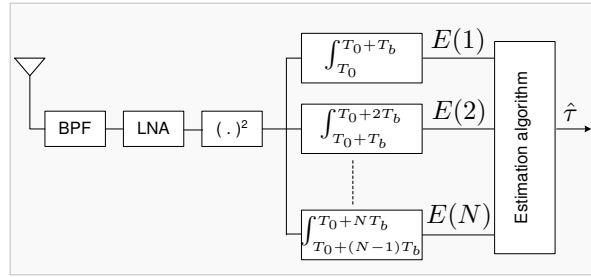 BPF
LNA
( . )²
∫_{T_0}^{T_0+T_b}
E(1)
∫_{T_0+T_b}^{T_0+2T_b}
E(2)
∫_{T_0+(N−1)T_b}^{T_0+NT_b}
E(N)
Estimation algorithm
τ̂